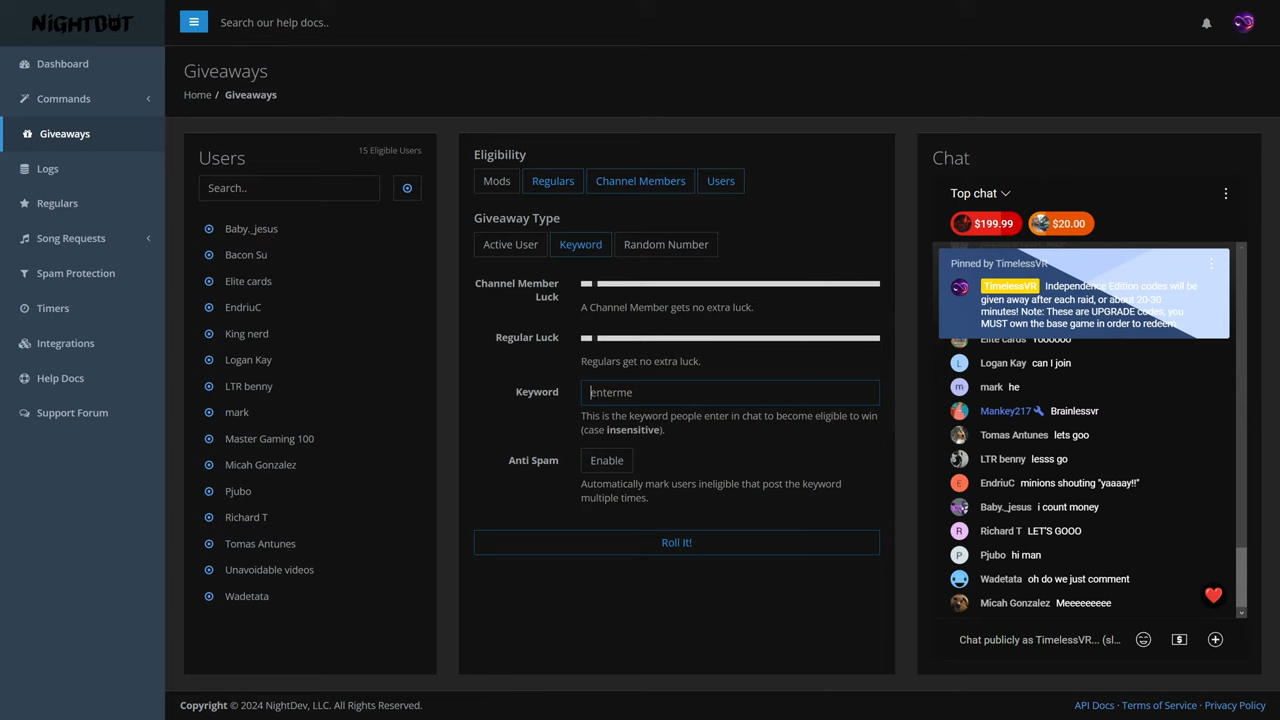 NiGHTBOT
Search our help docs..
Dashboard
Commands
Giveaways
Logs
Regulars
Song Requests
Spam Protection
Timers
Integrations
Help Docs
Support Forum
Giveaways
Home / Giveaways
Users
15 Eligible Users
Search..
Baby._jesus
Bacon Su
Elite cards
EndriuC
King nerd
Logan Kay
LTR benny
mark
Master Gaming 100
Micah Gonzalez
Pjubo
Richard T
Tomas Antunes
Unavoidable videos
Wadetata
Eligibility
Mods Regulars Channel Members Users
Giveaway Type
Active User Keyword Random Number
Channel Member
Luck
A Channel Member gets no extra luck.
Regular Luck
Regulars get no extra luck.
Keyword
enterme
This is the keyword people enter in chat to become eligible to win
(case insensitive).
Anti Spam Enable
Automatically mark users ineligible that post the keyword
multiple times.
Roll It!
Chat
Top chat
$199.99 $20.00
Pinned by TimelessVR
TimelessVR Independence Edition codes will be
given away after each raid, or about 20-30
minutes! Note: These are UPGRADE codes, you
MUST own the base game in order to redeem
Elite cards Yoooooo
Logan Kay can I join
mark he
Mankey217 Brainlessvr
Tomas Antunes lets goo
LTR benny lesss go
EndriuC minions shouting "yaaaay!!"
Baby._jesus i count money
Richard T LET'S GOOO
Pjubo hi man
Wadetata oh do we just comment
Micah Gonzalez Meeeeeeeee
Chat publicly as TimelessVR... (sl...
Copyright © 2024 NightDev, LLC. All Rights Reserved.
API Docs · Terms of Service · Privacy Policy